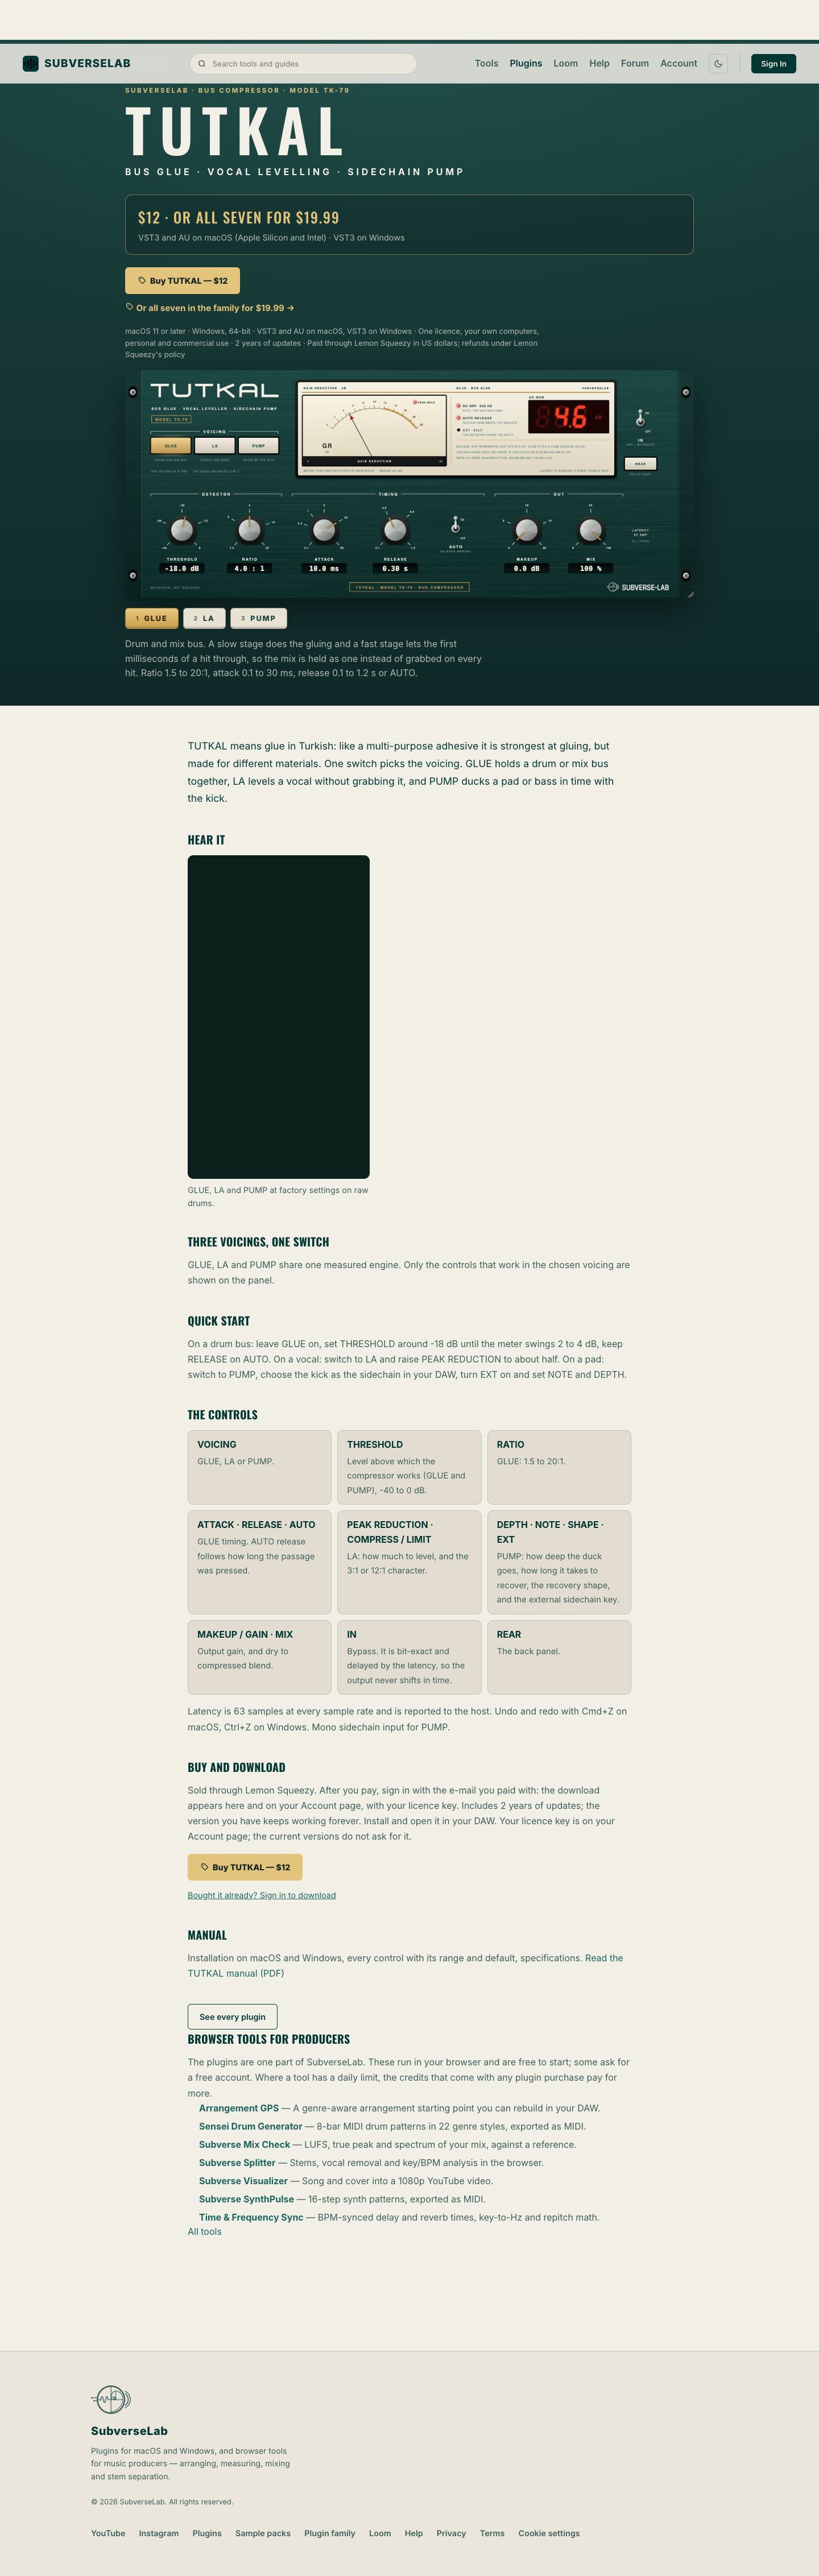 SUBVERSELAB
Search tools and guides
Tools
Plugins
Loom
Help
Forum
Account
Sign In
SUBVERSELAB · BUS COMPRESSOR · MODEL TK-79
TUTKAL
BUS GLUE · VOCAL LEVELLING · SIDECHAIN PUMP
$12 · OR ALL SEVEN FOR $19.99
VST3 and AU on macOS (Apple Silicon and Intel) · VST3 on Windows
Buy TUTKAL — $12
Or all seven in the family for $19.99 →
macOS 11 or later · Windows, 64-bit · VST3 and AU on macOS, VST3 on Windows · One licence, your own computers,
personal and commercial use · 2 years of updates · Paid through Lemon Squeezy in US dollars; refunds under Lemon
Squeezy's policy
TUTKAL
BUS GLUE · VOCAL LEVELLER · SIDECHAIN PUMP
MODEL TK-79
VOICING
GLUE
LA
PUMP
GAIN REDUCTION · dB
GLUE · BUS GLUE
SUBVERSELAB
PEAK HOLD
GR
GAIN REDUCTION
AUTO RELEASE
4.6
IN
REAR
DETECTOR
TIMING
OUT
THRESHOLD
RATIO
ATTACK
RELEASE
AUTO
RELEASE MEMORY
MAKEUP
MIX
LATENCY
-18.0 dB
4.0 : 1
10.0 ms
0.30 s
0.0 dB
100 %
TUTKAL · MODEL TK-79 · BUS COMPRESSOR
SUBVERSE-LAB
1 GLUE
2 LA
3 PUMP
Drum and mix bus. A slow stage does the gluing and a fast stage lets the first
milliseconds of a hit through, so the mix is held as one instead of grabbed on every
hit. Ratio 1.5 to 20:1, attack 0.1 to 30 ms, release 0.1 to 1.2 s or AUTO.
TUTKAL means glue in Turkish: like a multi-purpose adhesive it is strongest at gluing, but
made for different materials. One switch picks the voicing. GLUE holds a drum or mix bus
together, LA levels a vocal without grabbing it, and PUMP ducks a pad or bass in time with
the kick.
HEAR IT
GLUE, LA and PUMP at factory settings on raw
drums.
THREE VOICINGS, ONE SWITCH
GLUE, LA and PUMP share one measured engine. Only the controls that work in the chosen voicing are
shown on the panel.
QUICK START
On a drum bus: leave GLUE on, set THRESHOLD around -18 dB until the meter swings 2 to 4 dB, keep
RELEASE on AUTO. On a vocal: switch to LA and raise PEAK REDUCTION to about half. On a pad:
switch to PUMP, choose the kick as the sidechain in your DAW, turn EXT on and set NOTE and DEPTH.
THE CONTROLS
VOICING
GLUE, LA or PUMP.
THRESHOLD
Level above which the
compressor works (GLUE and
PUMP), -40 to 0 dB.
RATIO
GLUE: 1.5 to 20:1.
ATTACK · RELEASE · AUTO
GLUE timing. AUTO release
follows how long the passage
was pressed.
PEAK REDUCTION ·
COMPRESS / LIMIT
LA: how much to level, and the
3:1 or 12:1 character.
DEPTH · NOTE · SHAPE ·
EXT
PUMP: how deep the duck
goes, how long it takes to
recover, the recovery shape,
and the external sidechain key.
MAKEUP / GAIN · MIX
Output gain, and dry to
compressed blend.
IN
Bypass. It is bit-exact and
delayed by the latency, so the
output never shifts in time.
REAR
The back panel.
Latency is 63 samples at every sample rate and is reported to the host. Undo and redo with Cmd+Z on
macOS, Ctrl+Z on Windows. Mono sidechain input for PUMP.
BUY AND DOWNLOAD
Sold through Lemon Squeezy. After you pay, sign in with the e-mail you paid with: the download
appears here and on your Account page, with your licence key. Includes 2 years of updates; the
version you have keeps working forever. Install and open it in your DAW. Your licence key is on your
Account page; the current versions do not ask for it.
Buy TUTKAL — $12
Bought it already? Sign in to download
MANUAL
Installation on macOS and Windows, every control with its range and default, specifications. Read the
TUTKAL manual (PDF)
See every plugin
BROWSER TOOLS FOR PRODUCERS
The plugins are one part of SubverseLab. These run in your browser and are free to start; some ask for
a free account. Where a tool has a daily limit, the credits that come with any plugin purchase pay for
more.
Arrangement GPS — A genre-aware arrangement starting point you can rebuild in your DAW.
Sensei Drum Generator — 8-bar MIDI drum patterns in 22 genre styles, exported as MIDI.
Subverse Mix Check — LUFS, true peak and spectrum of your mix, against a reference.
Subverse Splitter — Stems, vocal removal and key/BPM analysis in the browser.
Subverse Visualizer — Song and cover into a 1080p YouTube video.
Subverse SynthPulse — 16-step synth patterns, exported as MIDI.
Time & Frequency Sync — BPM-synced delay and reverb times, key-to-Hz and repitch math.
All tools
SubverseLab
Plugins for macOS and Windows, and browser tools
for music producers — arranging, measuring, mixing
and stem separation.
© 2026 SubverseLab. All rights reserved.
YouTube
Instagram
Plugins
Sample packs
Plugin family
Loom
Help
Privacy
Terms
Cookie settings